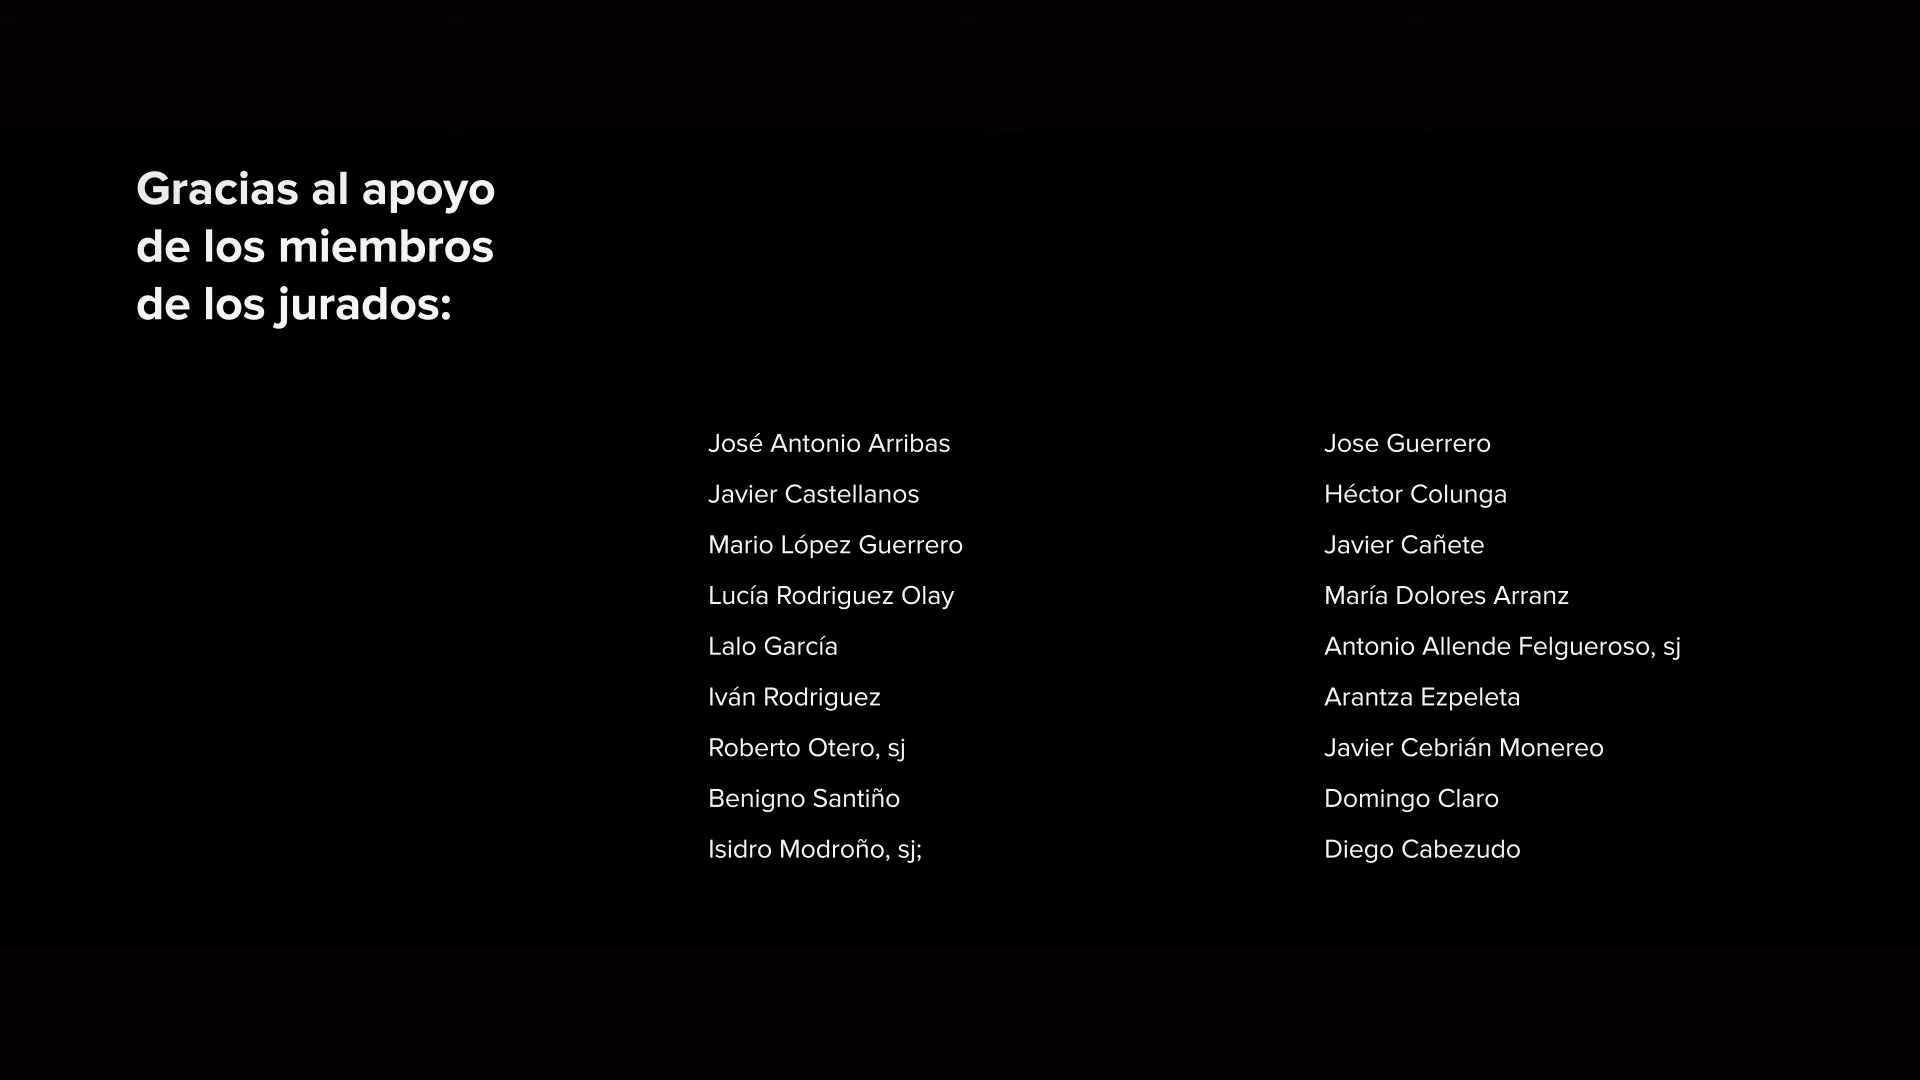 Gracias al apoyo
de los miembros
de los jurados:
José Antonio Arribas
Javier Castellanos
Mario López Guerrero
Lucía Rodriguez Olay
Lalo García
Iván Rodriguez
Roberto Otero, sj
Benigno Santiño
Isidro Modroño, sj;
Jose Guerrero
Héctor Colunga
Javier Cañete
María Dolores Arranz
Antonio Allende Felgueroso, sj
Arantza Ezpeleta
Javier Cebrián Monereo
Domingo Claro
Diego Cabezudo